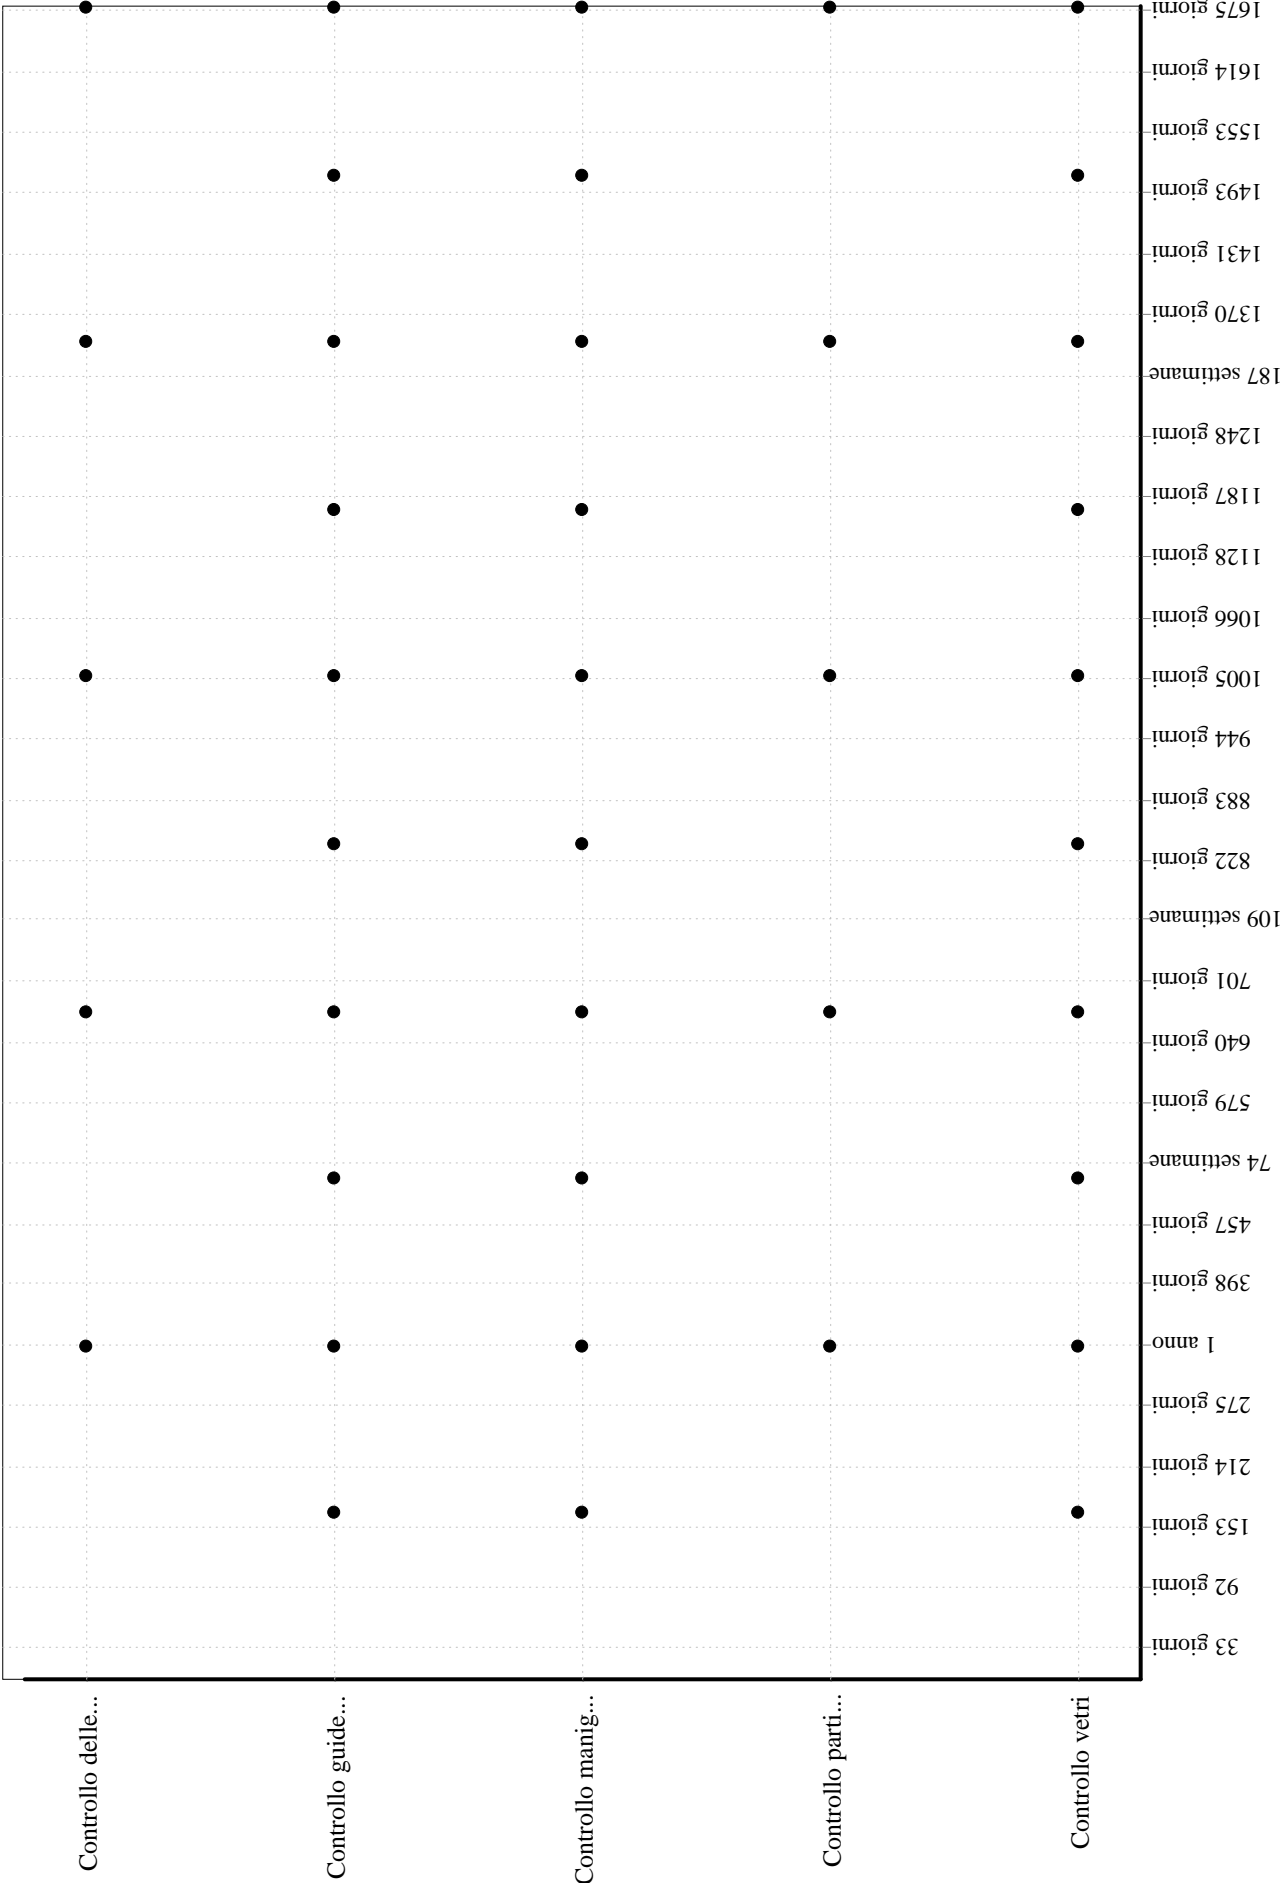 1675 giorni
1614 giorni
1553 giorni
1493 giorni
1431 giorni
1370 giorni
187 settimane
1248 giorni
1187 giorni
1128 giorni
1066 giorni
1005 giorni
944 giorni
883 giorni
822 giorni
109 settimane
701 giorni
640 giorni
579 giorni
74 settimane
457 giorni
398 giorni
1 anno
275 giorni
214 giorni
153 giorni
92 giorni
33 giorni
Controllo delle...
Controllo guide...
Controllo manig...
Controllo parti...
Controllo vetri